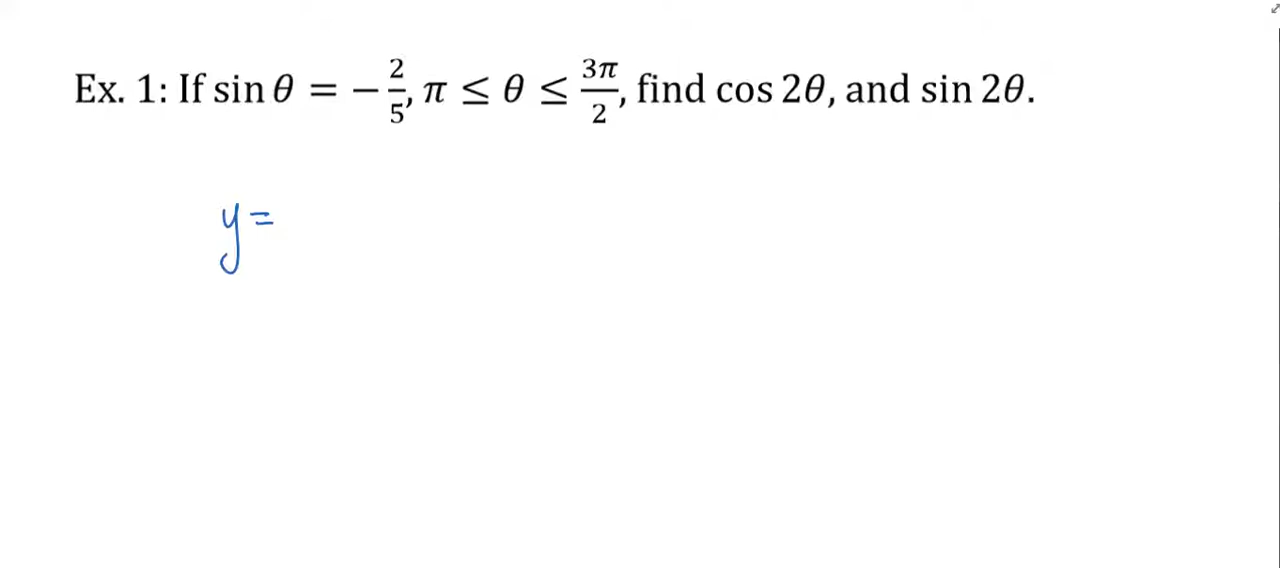 Ex. 1: If sin θ = −2/5, π ≤ θ ≤ 3π/2, find cos 2θ, and sin 2θ.
y =